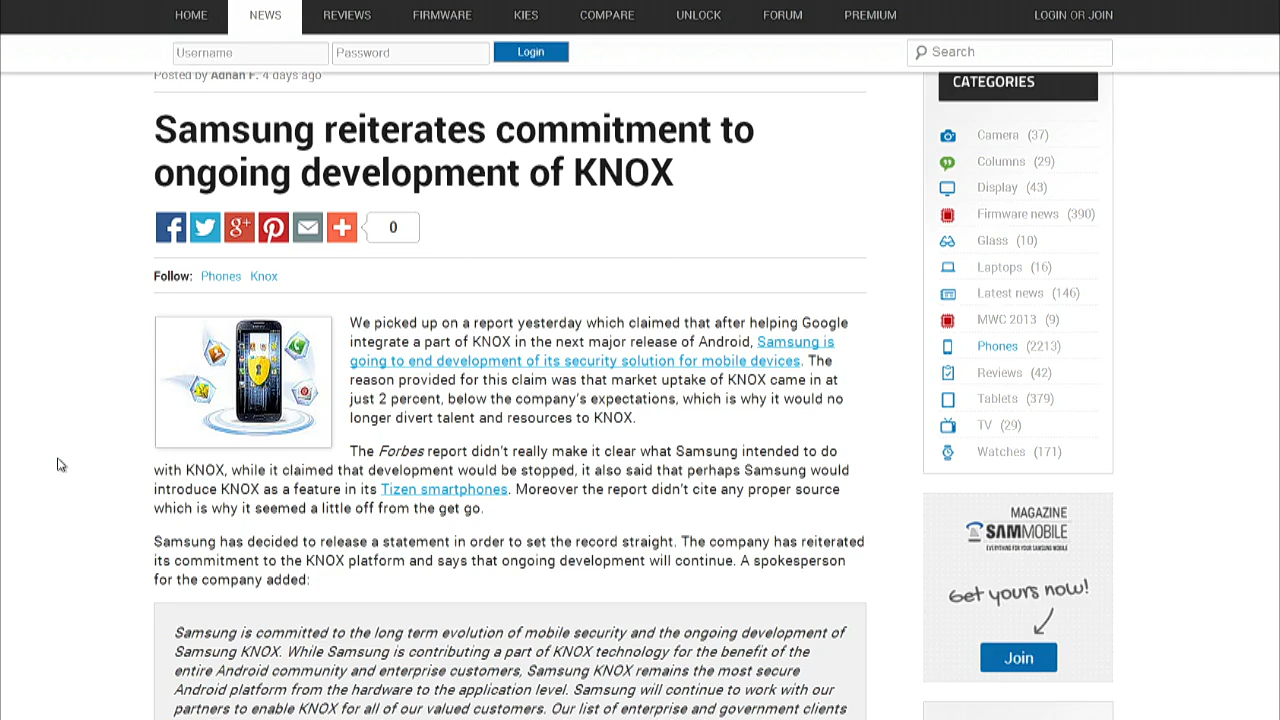 HOME NEWS REVIEWS FIRMWARE KIES COMPARE UNLOCK FORUM PREMIUM LOGIN OR JOIN
Username Password Login Search
Posted by Adnan F. 4 days ago
Samsung reiterates commitment to
ongoing development of KNOX
0
Follow: Phones Knox
We picked up on a report yesterday which claimed that after helping Google
integrate a part of KNOX in the next major release of Android, Samsung is
going to end development of its security solution for mobile devices. The
reason provided for this claim was that market uptake of KNOX came in at
just 2 percent, below the company's expectations, which is why it would no
longer divert talent and resources to KNOX.
The Forbes report didn't really make it clear what Samsung intended to do
with KNOX, while it claimed that development would be stopped, it also said that perhaps Samsung would
introduce KNOX as a feature in its Tizen smartphones. Moreover the report didn't cite any proper source
which is why it seemed a little off from the get go.
Samsung has decided to release a statement in order to set the record straight. The company has reiterated
its commitment to the KNOX platform and says that ongoing development will continue. A spokesperson
for the company added:
Samsung is committed to the long term evolution of mobile security and the ongoing development of
Samsung KNOX. While Samsung is contributing a part of KNOX technology for the benefit of the
entire Android community and enterprise customers, Samsung KNOX remains the most secure
Android platform from the hardware to the application level. Samsung will continue to work with our
partners to enable KNOX for all of our valued customers. Our list of enterprise and government clients
CATEGORIES
Camera (37)
Columns (29)
Display (43)
Firmware news (390)
Glass (10)
Laptops (16)
Latest news (146)
MWC 2013 (9)
Phones (2213)
Reviews (42)
Tablets (379)
TV (29)
Watches (171)
MAGAZINE
SAMMOBILE
EVERYTHING FOR YOUR SAMSUNG MOBILE
Get yours now!
Join